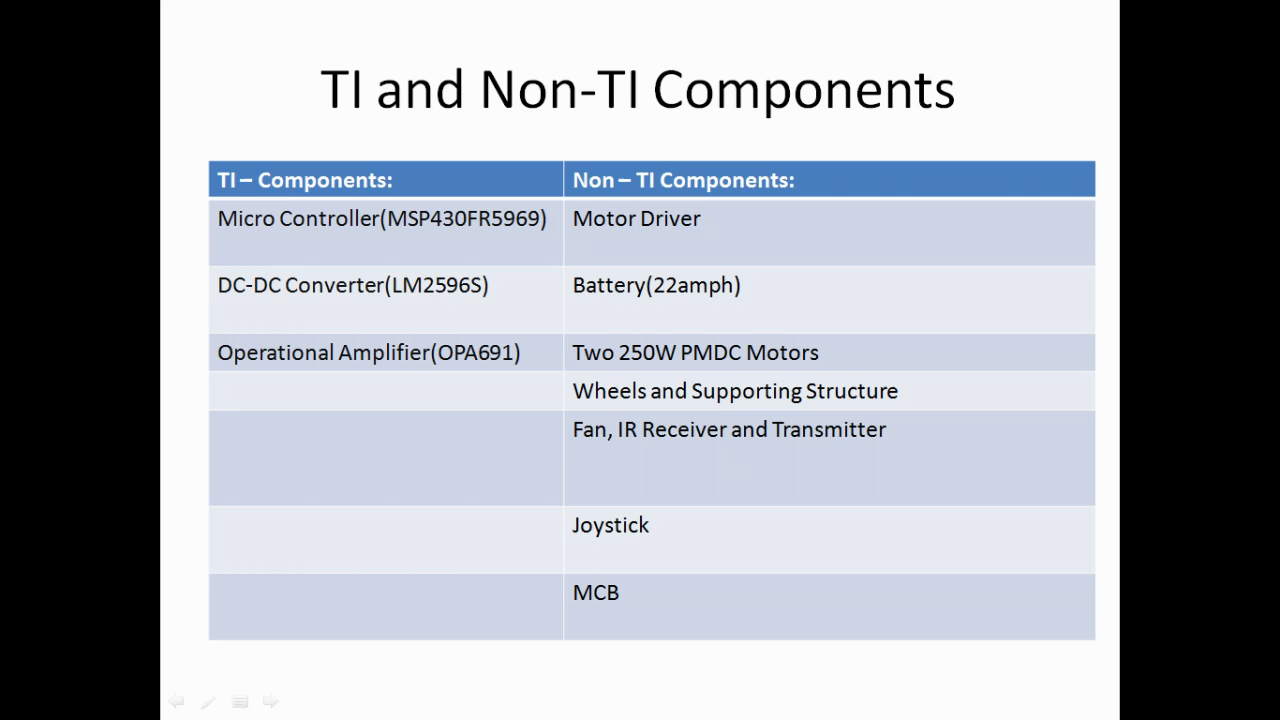 TI and Non-TI Components
TI – Components:
Non – TI Components:
Micro Controller(MSP430FR5969)
Motor Driver
DC-DC Converter(LM2596S)
Battery(22amph)
Operational Amplifier(OPA691)
Two 250W PMDC Motors
Wheels and Supporting Structure
Fan, IR Receiver and Transmitter
Joystick
MCB